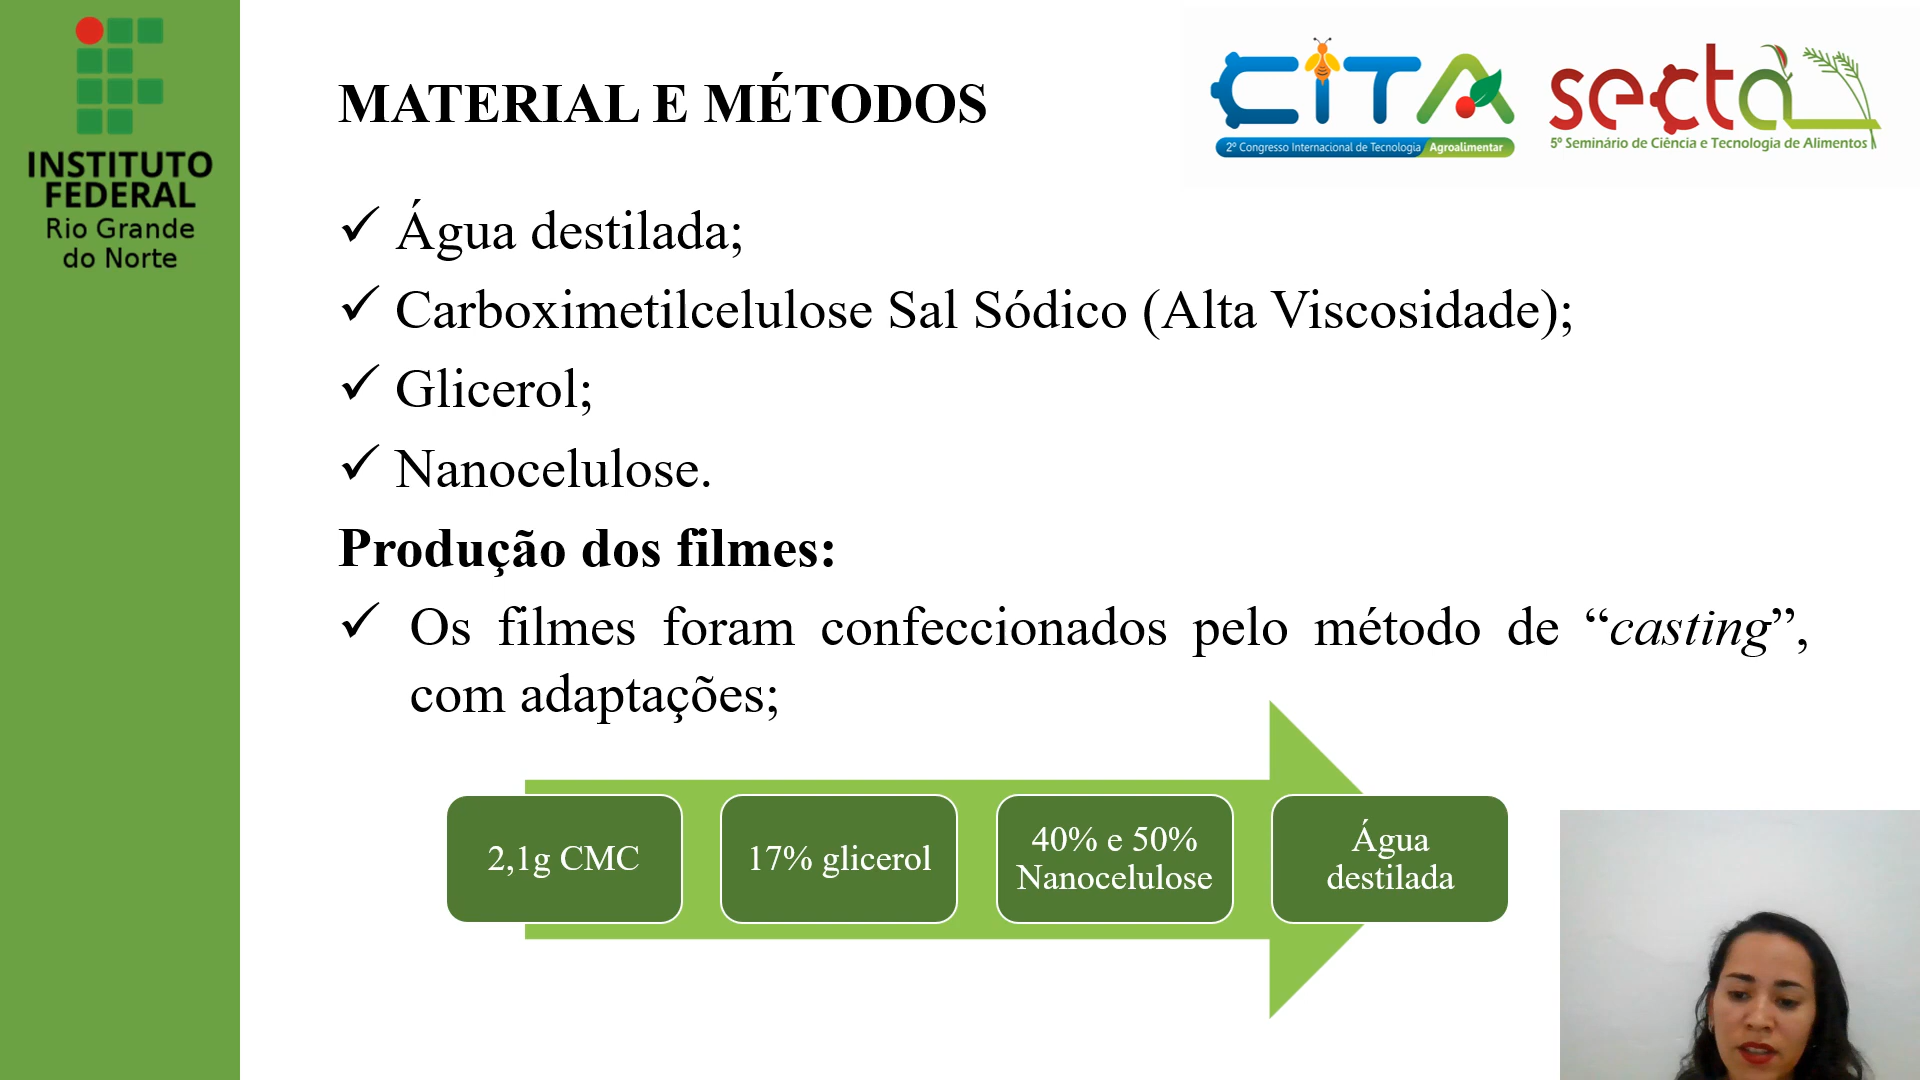 INSTITUTO
FEDERAL
Rio Grande
do Norte
MATERIAL E MÉTODOS
CiTA
2º Congresso Internacional de Tecnologia Agroalimentar
secta
5º Seminário de Ciência e Tecnologia de Alimentos
✓ Água destilada;
✓ Carboximetilcelulose Sal Sódico (Alta Viscosidade);
✓ Glicerol;
✓ Nanocelulose.
Produção dos filmes:
✓ Os filmes foram confeccionados pelo método de “casting”,
com adaptações;
2,1g CMC
17% glicerol
40% e 50%
Nanocelulose
Água
destilada